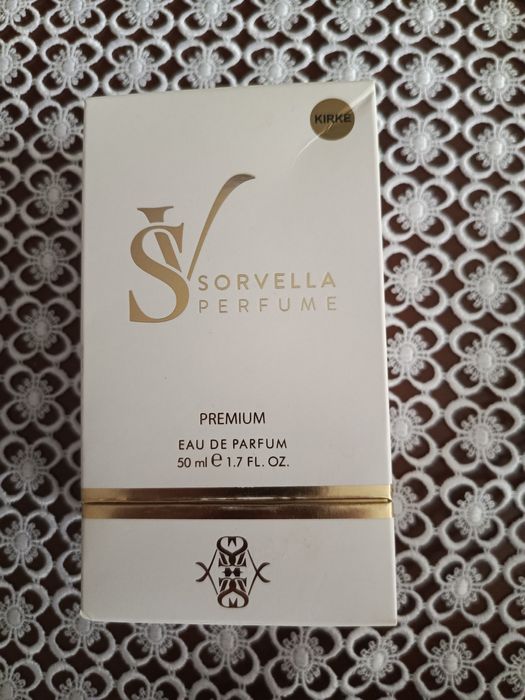 KIRKE
SV
SORVELLA
PERFUME
PREMIUM
EAU DE PARFUM
50 ml e 1.7 FL. OZ.